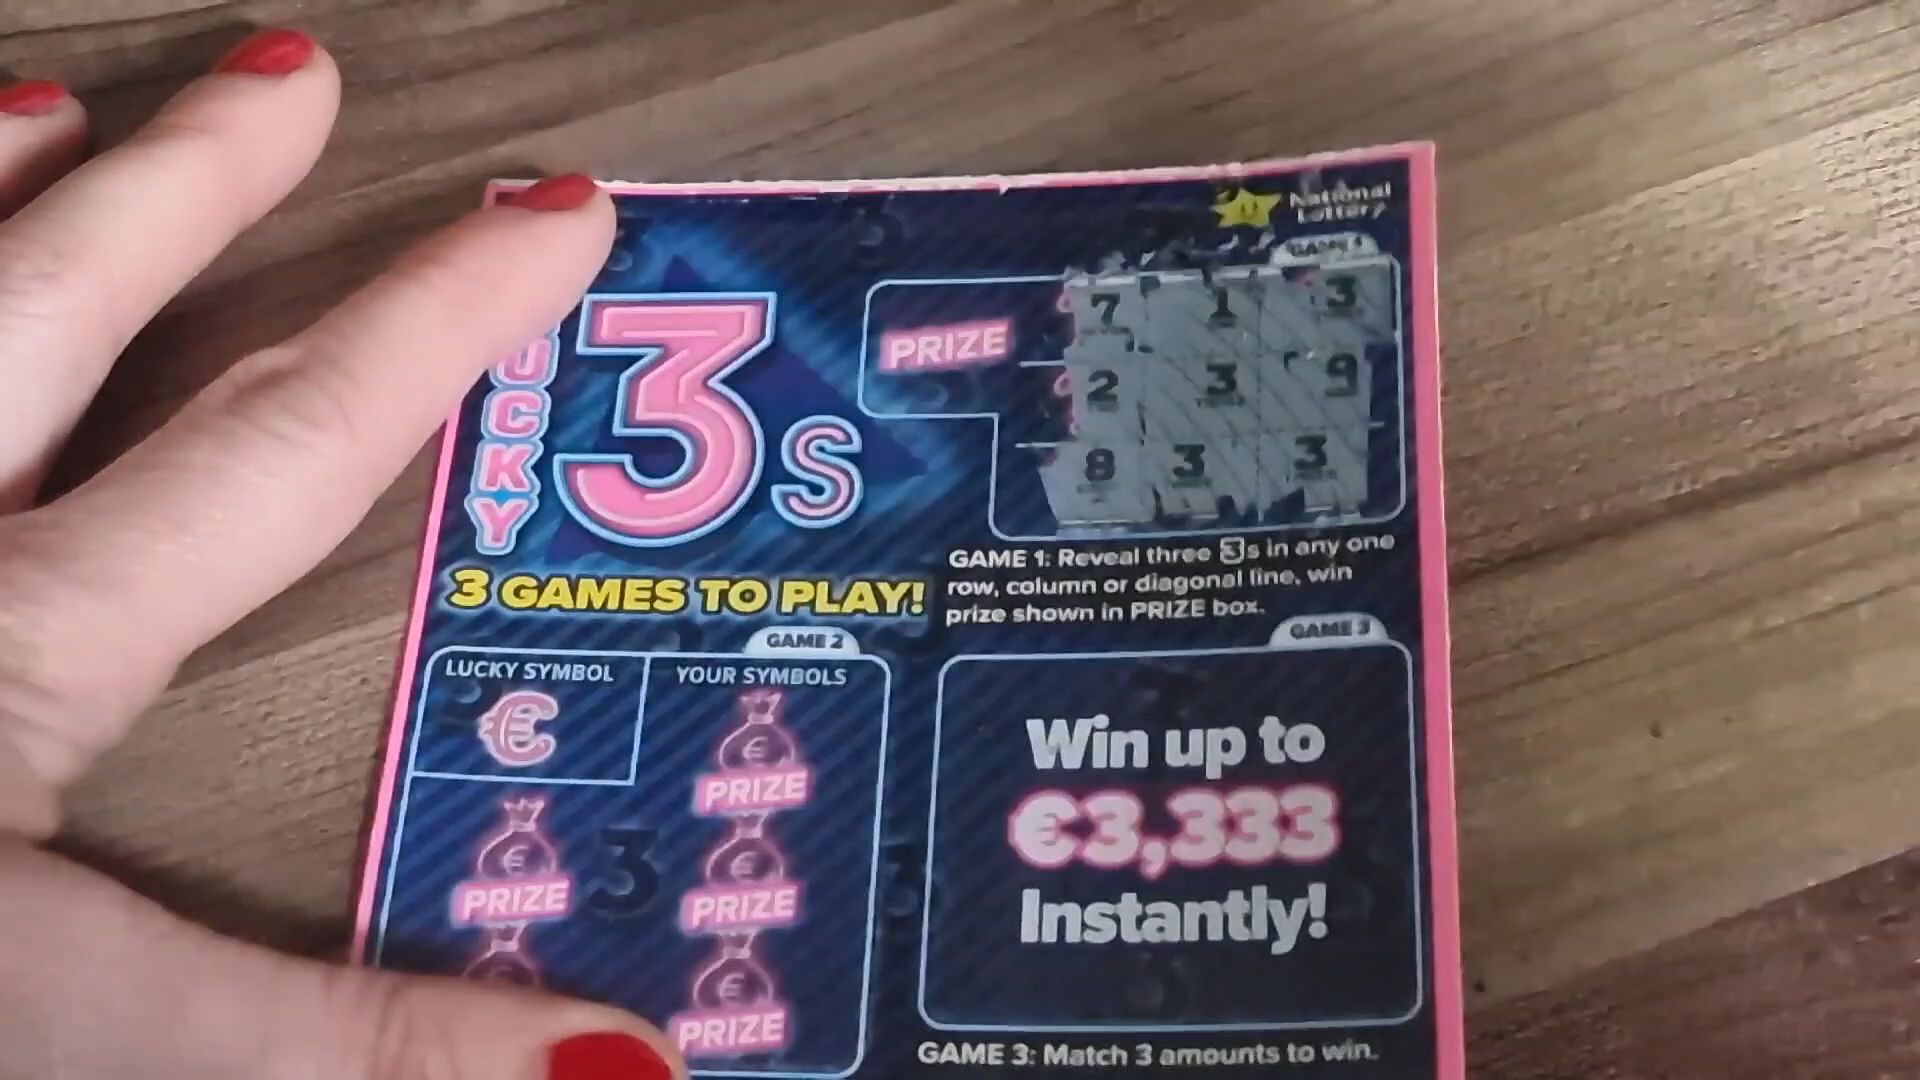 National
Lottery
GAME 1
7 1 3
PRIZE
2 3 9
8 3 3
LUCKY
3s
GAME 1: Reveal three 3s in any one
row, column or diagonal line, win
prize shown in PRIZE box.
3 GAMES TO PLAY!
GAME 2
LUCKY SYMBOL
YOUR SYMBOLS
€
€
PRIZE
€
PRIZE
€
PRIZE
€
PRIZE
3
GAME 3
Win up to
€3,333
Instantly!
GAME 3: Match 3 amounts to win.